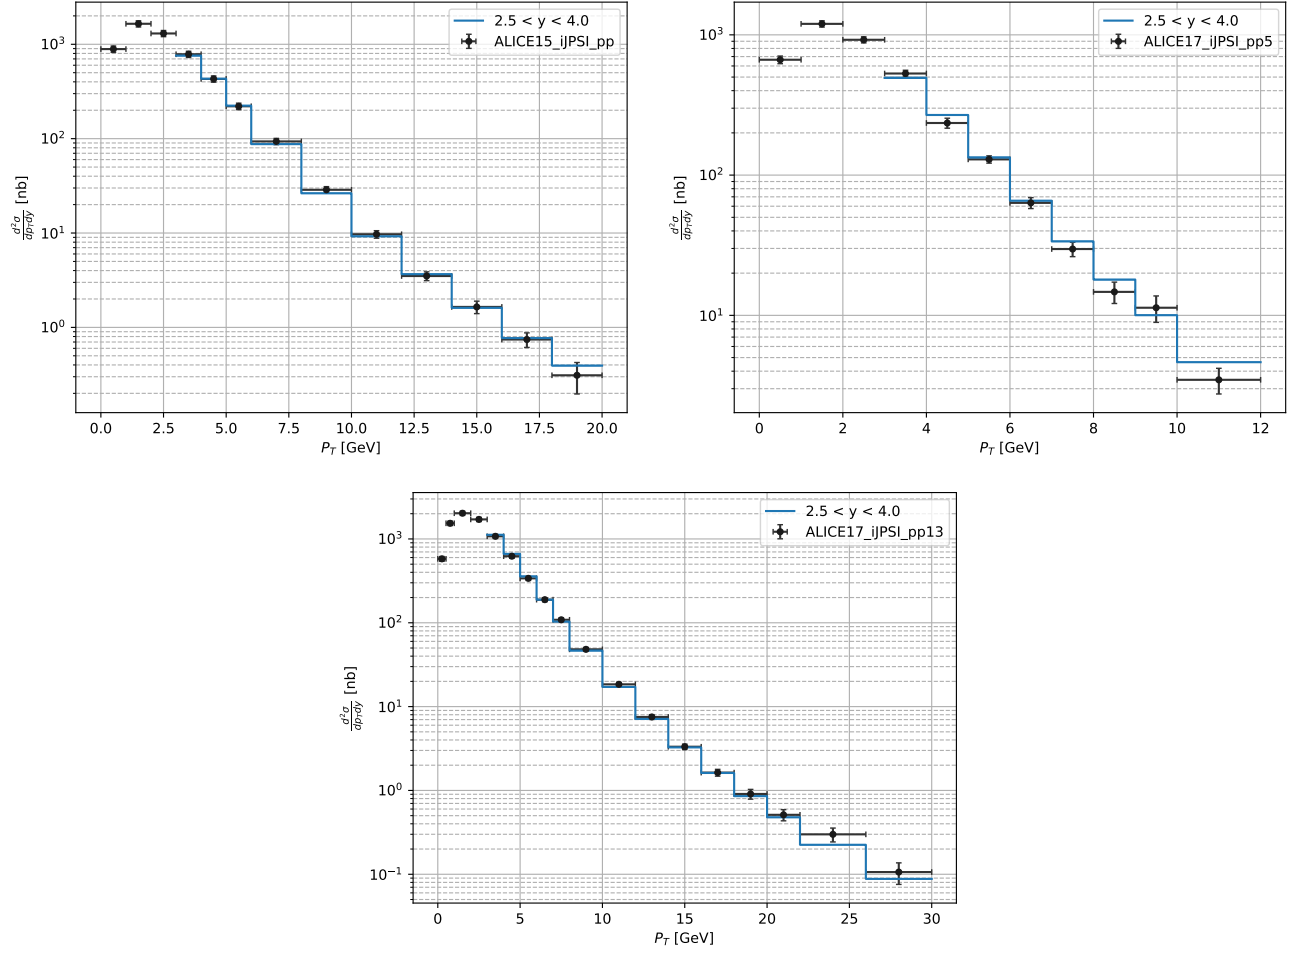 2.5 < y < 4.0
ALICE15_iJPSI_pp
10³
10²
10¹
10⁰
d²σ/dp_T dy [nb]
0.0 2.5 5.0 7.5 10.0 12.5 15.0 17.5 20.0
P_T [GeV]
2.5 < y < 4.0
ALICE17_iJPSI_pp5
10³
10²
10¹
d²σ/dp_T dy [nb]
0 2 4 6 8 10 12
P_T [GeV]
2.5 < y < 4.0
ALICE17_iJPSI_pp13
10³
10²
10¹
10⁰
10⁻¹
d²σ/dp_T dy [nb]
0 5 10 15 20 25 30
P_T [GeV]